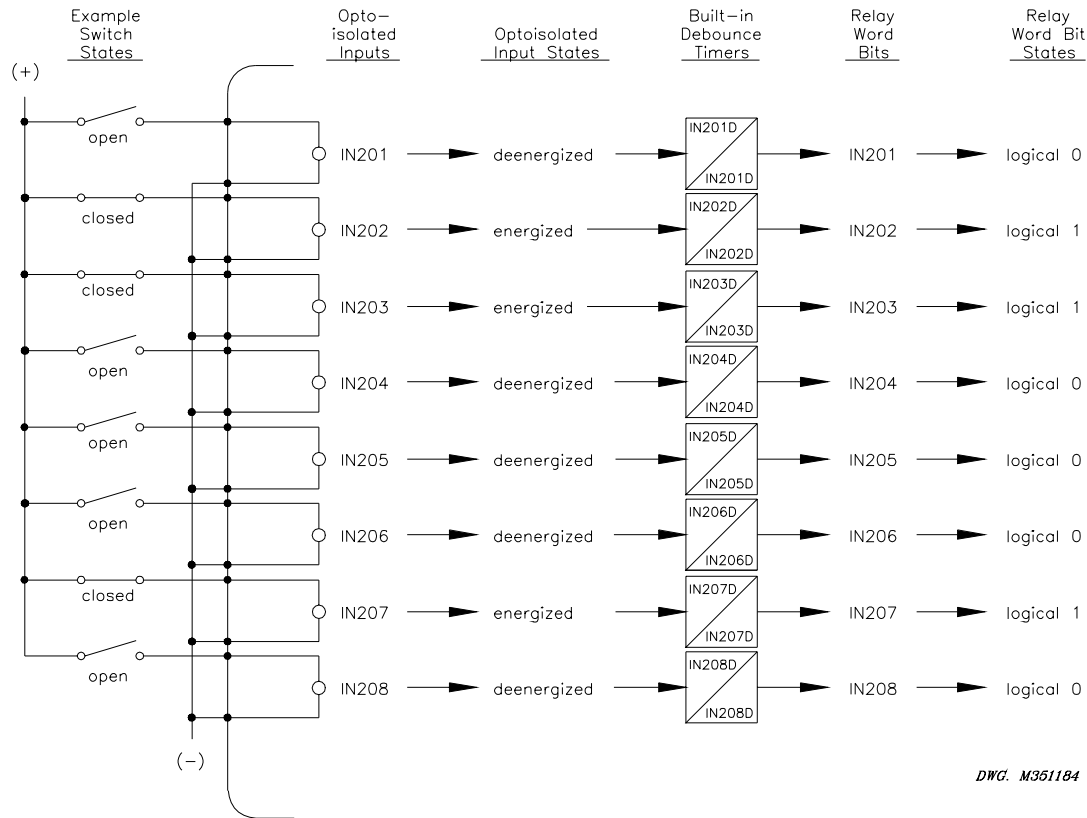 Example
Switch
States
Opto-
isolated
Inputs
Optoisolated
Input States
Built-in
Debounce
Timers
Relay
Word
Bits
Relay
Word Bit
States
(+)
open
IN201
deenergized
IN201D
IN201D
IN201
logical 0
closed
IN202
energized
IN202D
IN202D
IN202
logical 1
closed
IN203
energized
IN203D
IN203D
IN203
logical 1
open
IN204
deenergized
IN204D
IN204D
IN204
logical 0
open
IN205
deenergized
IN205D
IN205D
IN205
logical 0
open
IN206
deenergized
IN206D
IN206D
IN206
logical 0
closed
IN207
energized
IN207D
IN207D
IN207
logical 1
open
IN208
deenergized
IN208D
IN208D
IN208
logical 0
(-)
DWG. M351184